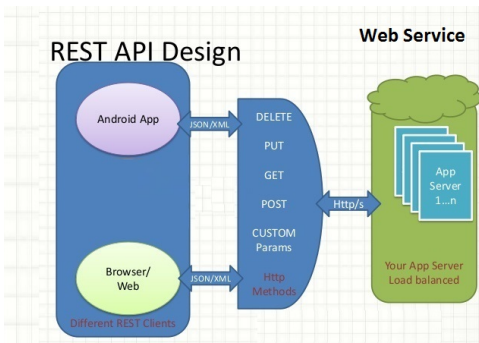 REST API Design
Web Service
Android App
JSON/XML
DELETE
PUT
GET
POST
CUSTOM
Params
Http
Methods
Http/s
App
Server
1...n
Browser/
Web
JSON/XML
Different REST Clients
Your App Server
Load balanced